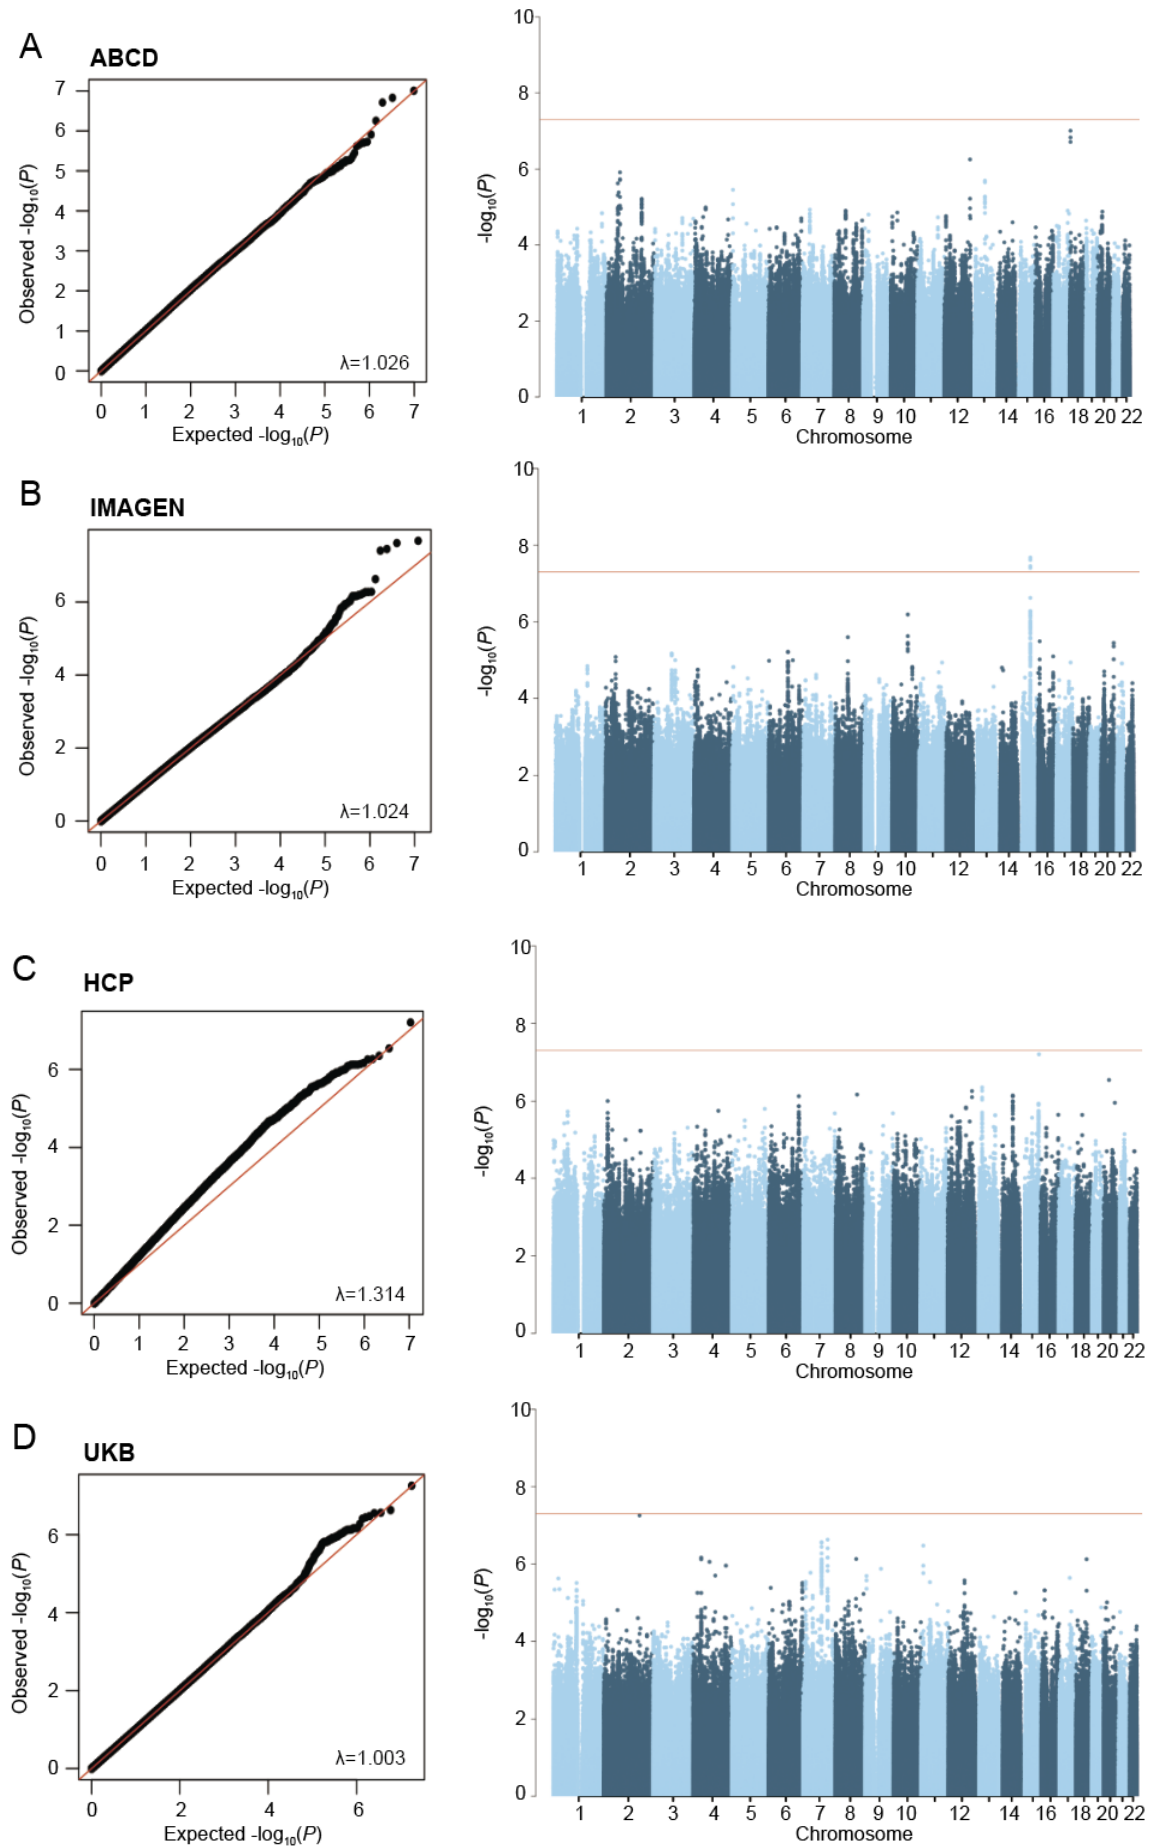 A
ABCD
Observed -log₁₀(P)
7
6
5
4
3
2
1
0
λ=1.026
0 1 2 3 4 5 6 7
Expected -log₁₀(P)
-log₁₀(P)
10
8
6
4
2
0
1 2 3 4 5 6 7 8 9 10 12 14 16 18 20 22
Chromosome
B
IMAGEN
Observed -log₁₀(P)
6
4
2
0
λ=1.024
0 1 2 3 4 5 6 7
Expected -log₁₀(P)
-log₁₀(P)
10
8
6
4
2
0
1 2 3 4 5 6 7 8 9 10 12 14 16 18 20 22
Chromosome
C
HCP
Observed -log₁₀(P)
6
4
2
0
λ=1.314
0 1 2 3 4 5 6 7
Expected -log₁₀(P)
-log₁₀(P)
10
8
6
4
2
0
1 2 3 4 5 6 7 8 9 10 12 14 16 18 20 22
Chromosome
D
UKB
Observed -log₁₀(P)
6
4
2
0
λ=1.003
0 2 4 6
Expected -log₁₀(P)
-log₁₀(P)
10
8
6
4
2
0
1 2 3 4 5 6 7 8 9 10 12 14 16 18 20 22
Chromosome